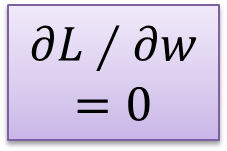 ∂L / ∂w
= 0